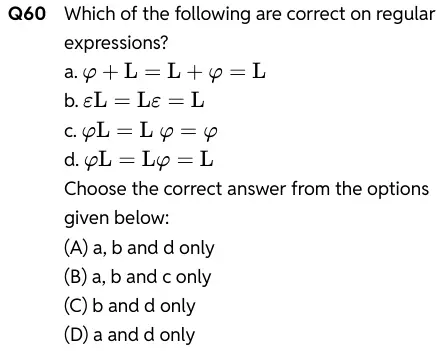 Q60 Which of the following are correct on regular
expressions?
a. φ + L = L + φ = L
b. εL = Lε = L
c. φL = L φ = φ
d. φL = Lφ = L
Choose the correct answer from the options
given below:
(A) a, b and d only
(B) a, b and c only
(C) b and d only
(D) a and d only